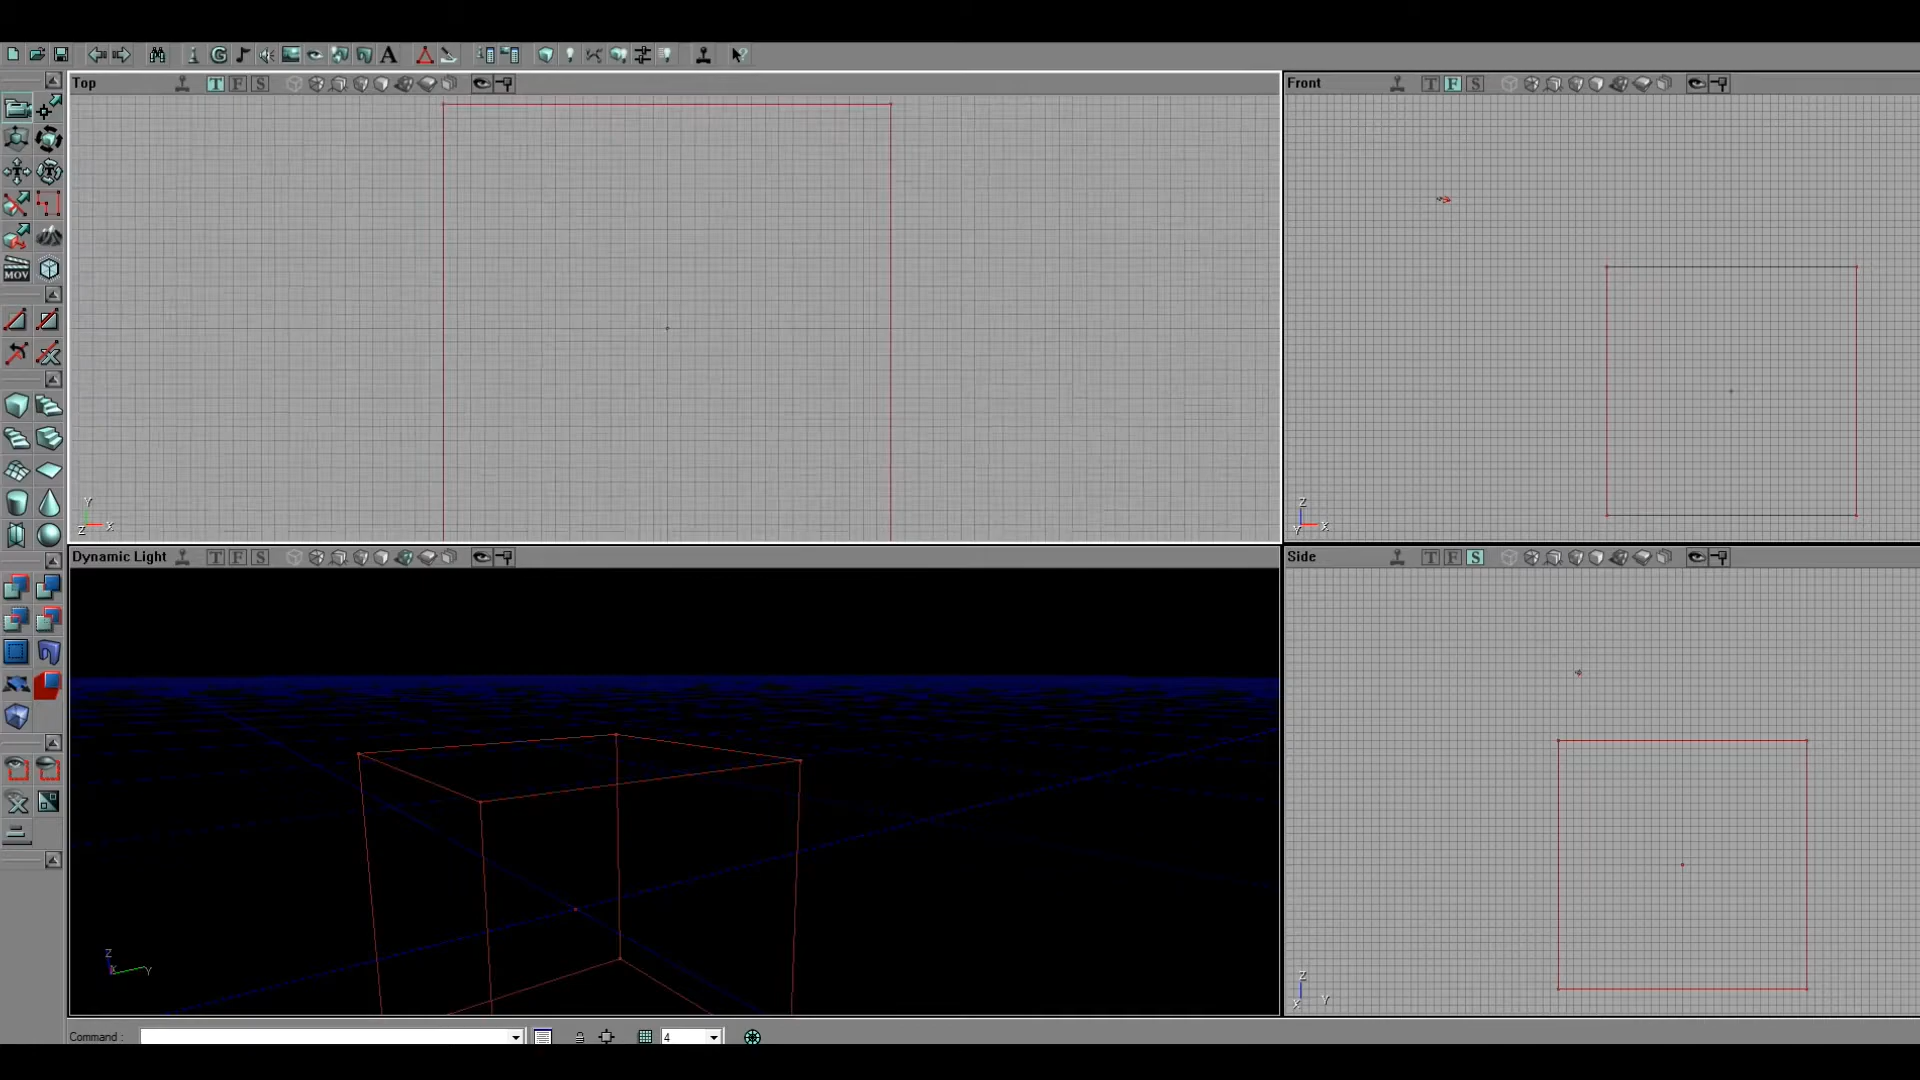 G A ?
Top T F S
Front T F S
T T
MOV
Y
Z X
Z
Y X
Dynamic Light T F S
Side T F S
Z
X Y
Z
X Y
Command : 4